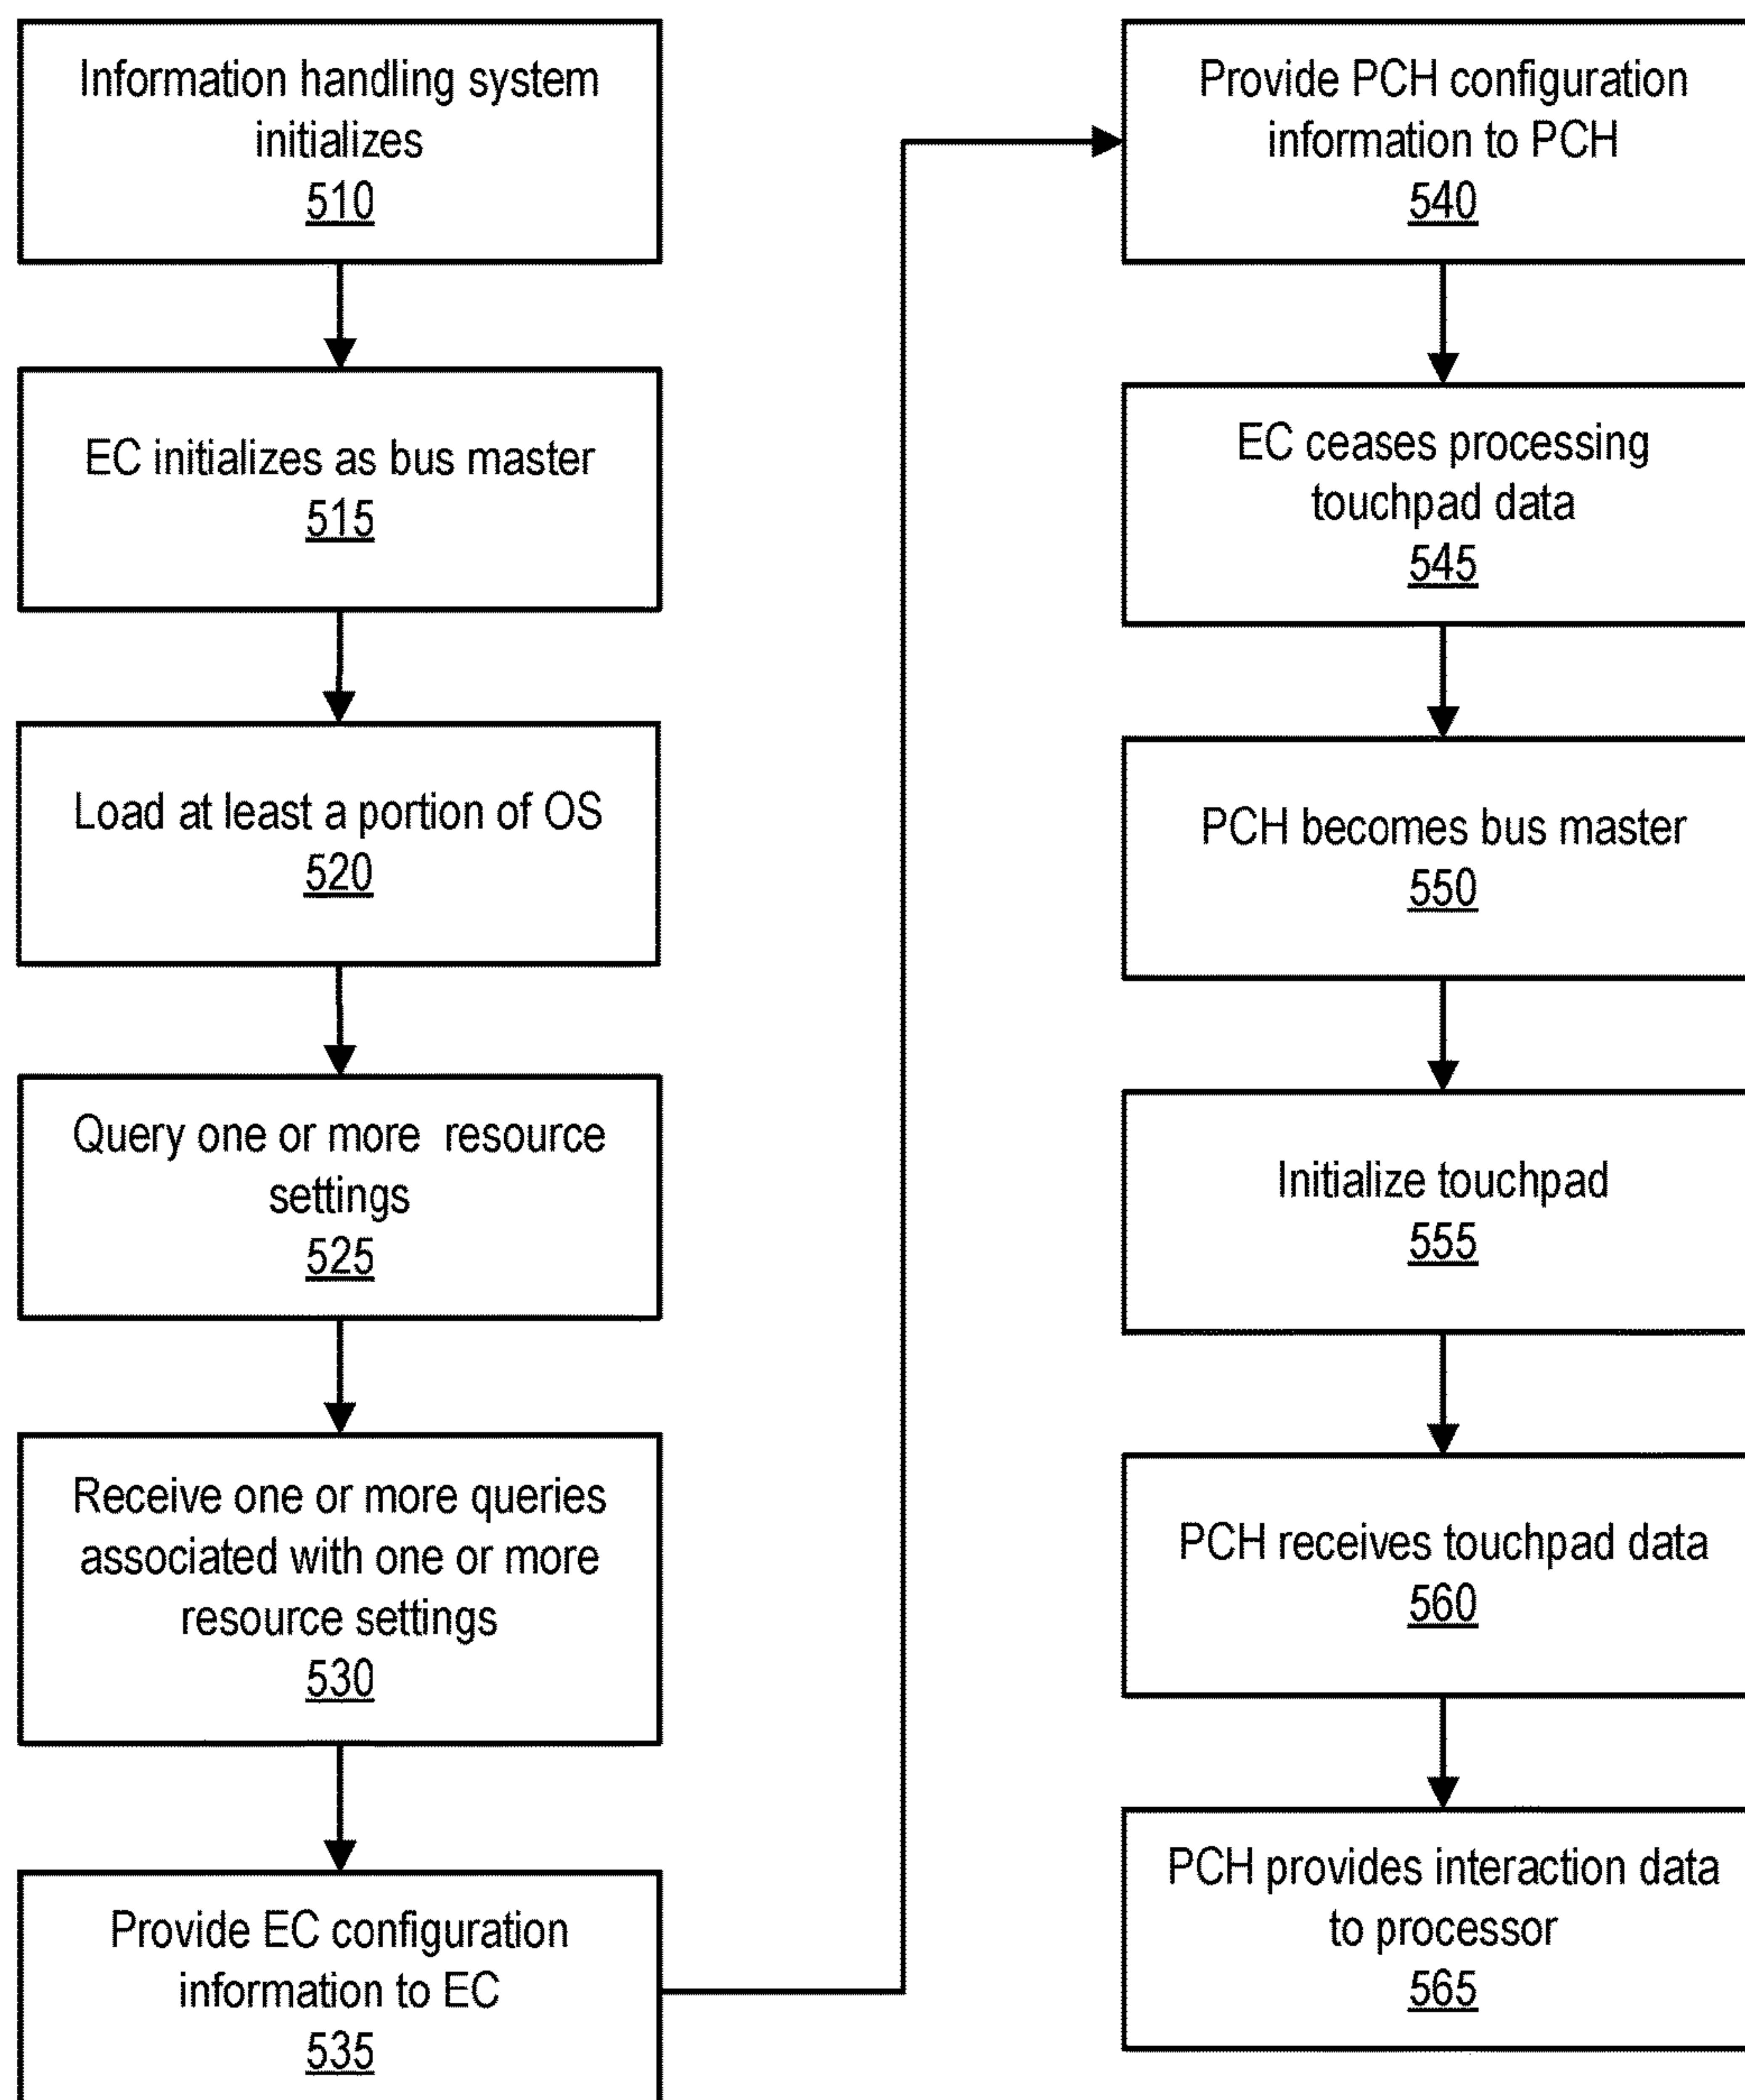 Information handling system
initializes
510
EC initializes as bus master
515
Load at least a portion of OS
520
Query one or more resource
settings
525
Receive one or more queries
associated with one or more
resource settings
530
Provide EC configuration
information to EC
535
Provide PCH configuration
information to PCH
540
EC ceases processing
touchpad data
545
PCH becomes bus master
550
Initialize touchpad
555
PCH receives touchpad data
560
PCH provides interaction data
to processor
565